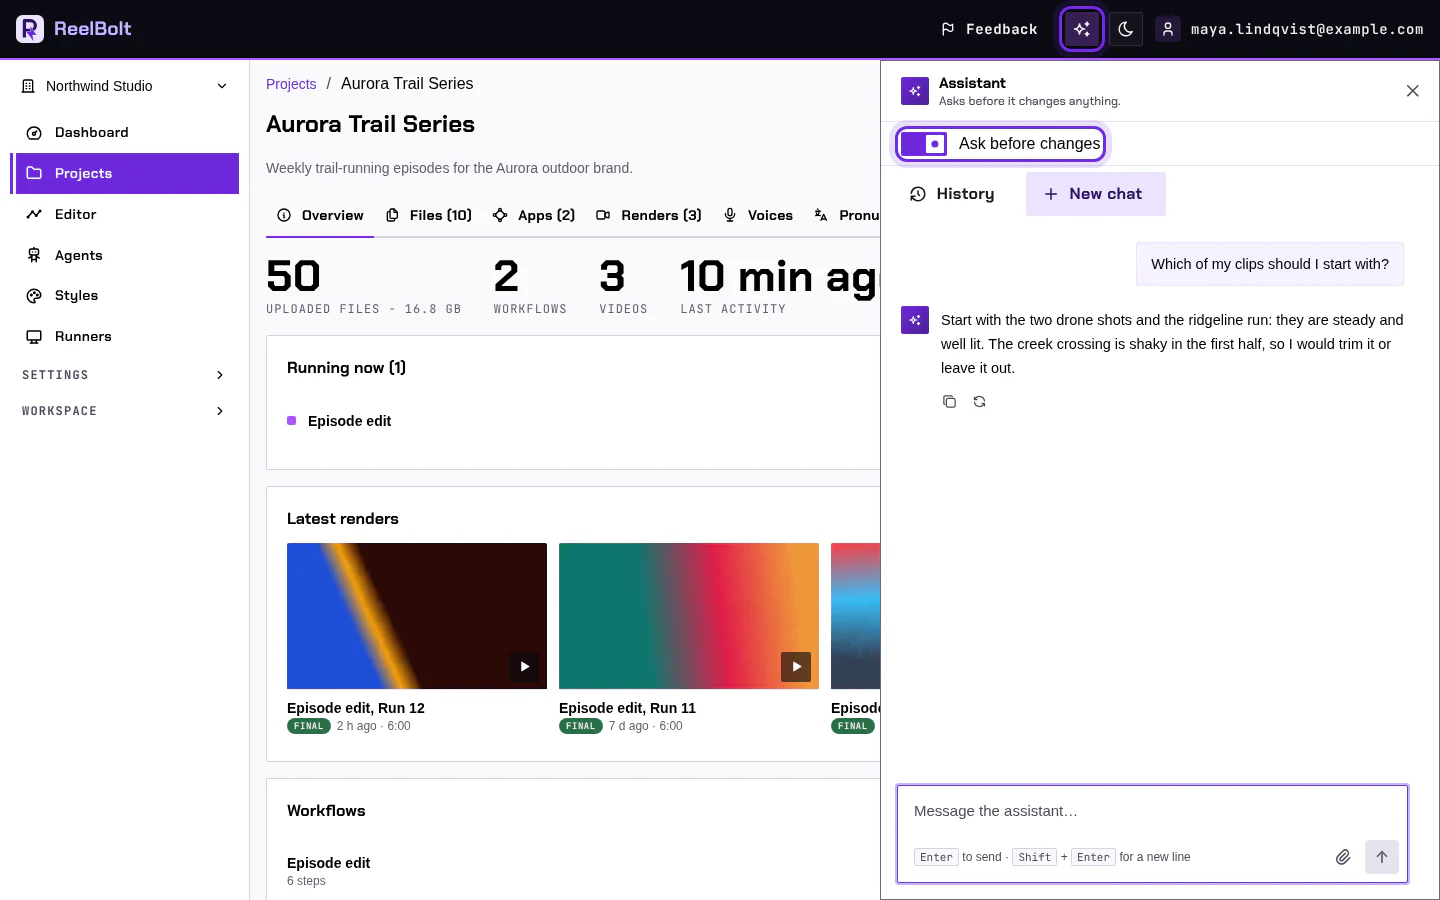 ReelBolt
Feedback
maya.lindqvist@example.com
Northwind Studio
Dashboard
Projects
Editor
Agents
Styles
Runners
SETTINGS
WORKSPACE
Projects / Aurora Trail Series
Aurora Trail Series
Weekly trail-running episodes for the Aurora outdoor brand.
Overview
Files (10)
Apps (2)
Renders (3)
Voices
Pronu
50
UPLOADED FILES - 16.8 GB
2
WORKFLOWS
3
VIDEOS
10 min ag
LAST ACTIVITY
Running now (1)
Episode edit
Latest renders
Episode edit, Run 12
FINAL 2 h ago · 6:00
Episode edit, Run 11
FINAL 7 d ago · 6:00
Episod
FINAL
Workflows
Episode edit
6 steps
Assistant
Asks before it changes anything.
Ask before changes
History
New chat
Which of my clips should I start with?
Start with the two drone shots and the ridgeline run: they are steady and
well lit. The creek crossing is shaky in the first half, so I would trim it or
leave it out.
Message the assistant…
Enter to send · Shift + Enter for a new line